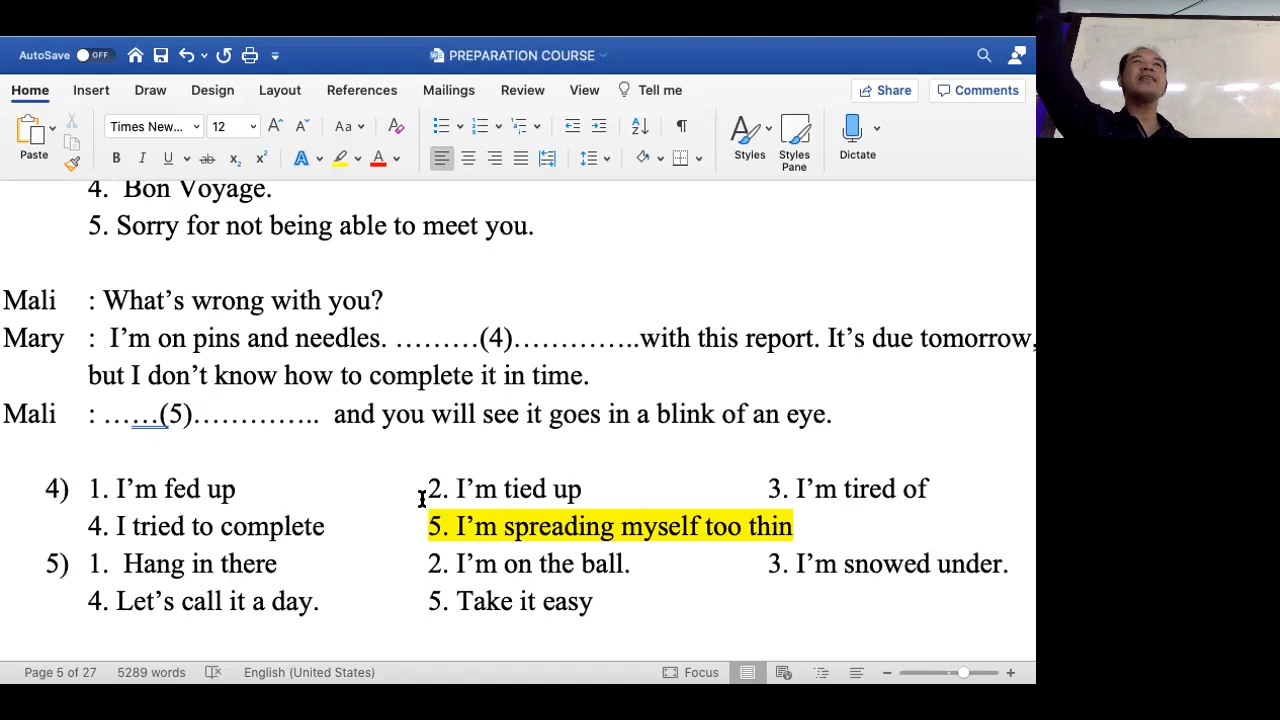 AutoSave OFF PREPARATION COURSE
Home Insert Draw Design Layout References Mailings Review View Tell me Share Comments
Paste Times New... 12 Aa Styles Styles Pane Dictate
4. Bon Voyage.
5. Sorry for not being able to meet you.
Mali : What’s wrong with you?
Mary : I’m on pins and needles. ………(4)…………..with this report. It’s due tomorrow,
but I don’t know how to complete it in time.
Mali : ……(5)………….. and you will see it goes in a blink of an eye.
4) 1. I’m fed up 2. I’m tied up 3. I’m tired of
4. I tried to complete 5. I’m spreading myself too thin
5) 1. Hang in there 2. I’m on the ball. 3. I’m snowed under.
4. Let’s call it a day. 5. Take it easy
Page 5 of 27 5289 words English (United States) Focus